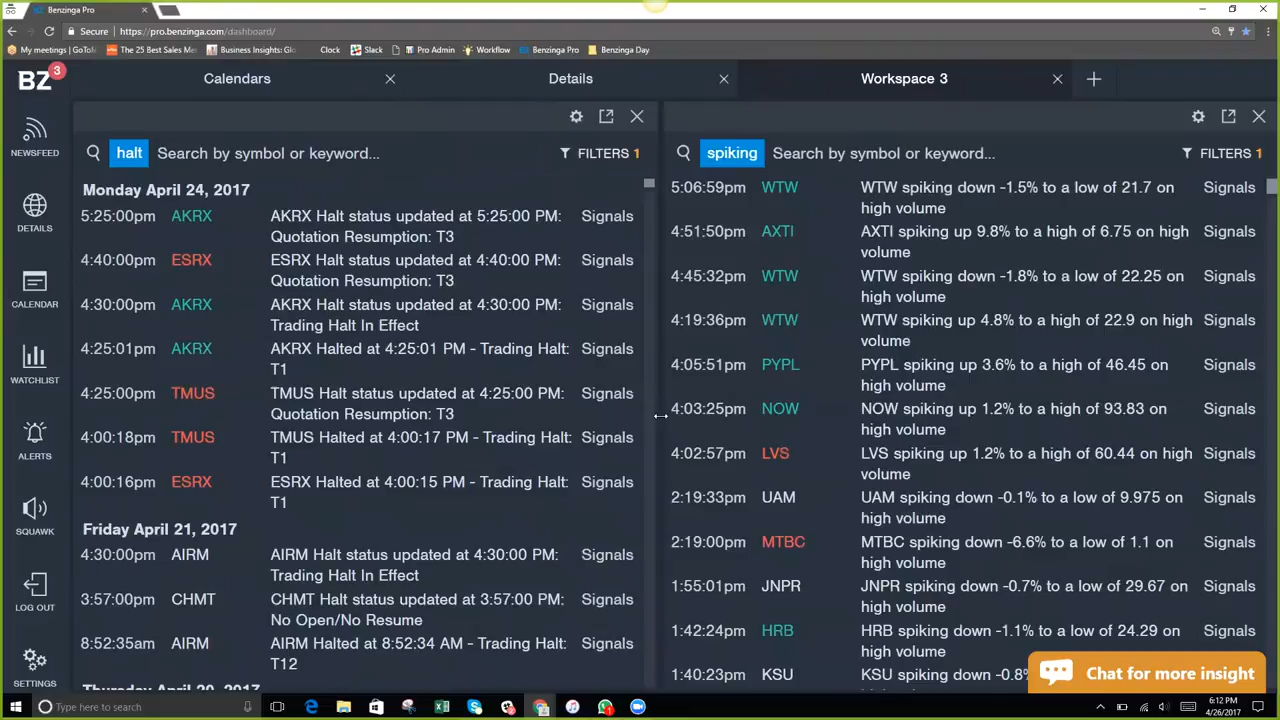 Benzinga Pro
Secure https://pro.benzinga.com/dashboard/
My meetings | GoToM
The 25 Best Sales Me
Business Insights: Glo
Clock
Slack
Pro Admin
Workflow
Benzinga Pro
Benzinga Day
BZ 3
Calendars
Details
Workspace 3
NEWSFEED
DETAILS
CALENDAR
WATCHLIST
ALERTS
SQUAWK
LOG OUT
SETTINGS
halt Search by symbol or keyword... FILTERS 1
Monday April 24, 2017
5:25:00pm AKRX AKRX Halt status updated at 5:25:00 PM: Signals
Quotation Resumption: T3
4:40:00pm ESRX ESRX Halt status updated at 4:40:00 PM: Signals
Quotation Resumption: T3
4:30:00pm AKRX AKRX Halt status updated at 4:30:00 PM: Signals
Trading Halt In Effect
4:25:01pm AKRX AKRX Halted at 4:25:01 PM - Trading Halt: Signals
T1
4:25:00pm TMUS TMUS Halt status updated at 4:25:00 PM: Signals
Quotation Resumption: T3
4:00:18pm TMUS TMUS Halted at 4:00:17 PM - Trading Halt: Signals
T1
4:00:16pm ESRX ESRX Halted at 4:00:15 PM - Trading Halt: Signals
T1
Friday April 21, 2017
4:30:00pm AIRM AIRM Halt status updated at 4:30:00 PM: Signals
Trading Halt In Effect
3:57:00pm CHMT CHMT Halt status updated at 3:57:00 PM: Signals
No Open/No Resume
8:52:35am AIRM AIRM Halted at 8:52:34 AM - Trading Halt: Signals
T12
Thursday April 20, 2017
spiking Search by symbol or keyword... FILTERS 1
5:06:59pm WTW WTW spiking down -1.5% to a low of 21.7 on Signals
high volume
4:51:50pm AXTI AXTI spiking up 9.8% to a high of 6.75 on high Signals
volume
4:45:32pm WTW WTW spiking down -1.8% to a low of 22.25 on Signals
high volume
4:19:36pm WTW WTW spiking up 4.8% to a high of 22.9 on Signals
high volume
4:05:51pm PYPL PYPL spiking up 3.6% to a high of 46.45 on Signals
high volume
4:03:25pm NOW NOW spiking up 1.2% to a high of 93.83 on Signals
high volume
4:02:57pm LVS LVS spiking up 1.2% to a high of 60.44 on high Signals
volume
2:19:33pm UAM UAM spiking down -0.1% to a low of 9.975 on Signals
high volume
2:19:00pm MTBC MTBC spiking down -6.6% to a low of 1.1 on Signals
high volume
1:55:01pm JNPR JNPR spiking down -0.7% to a low of 29.67 on Signals
high volume
1:42:24pm HRB HRB spiking down -1.1% to a low of 24.29 on Signals
high volume
1:40:23pm KSU KSU spiking down -0.8%
Chat for more insight
Type here to search
6:12 PM
4/26/2017